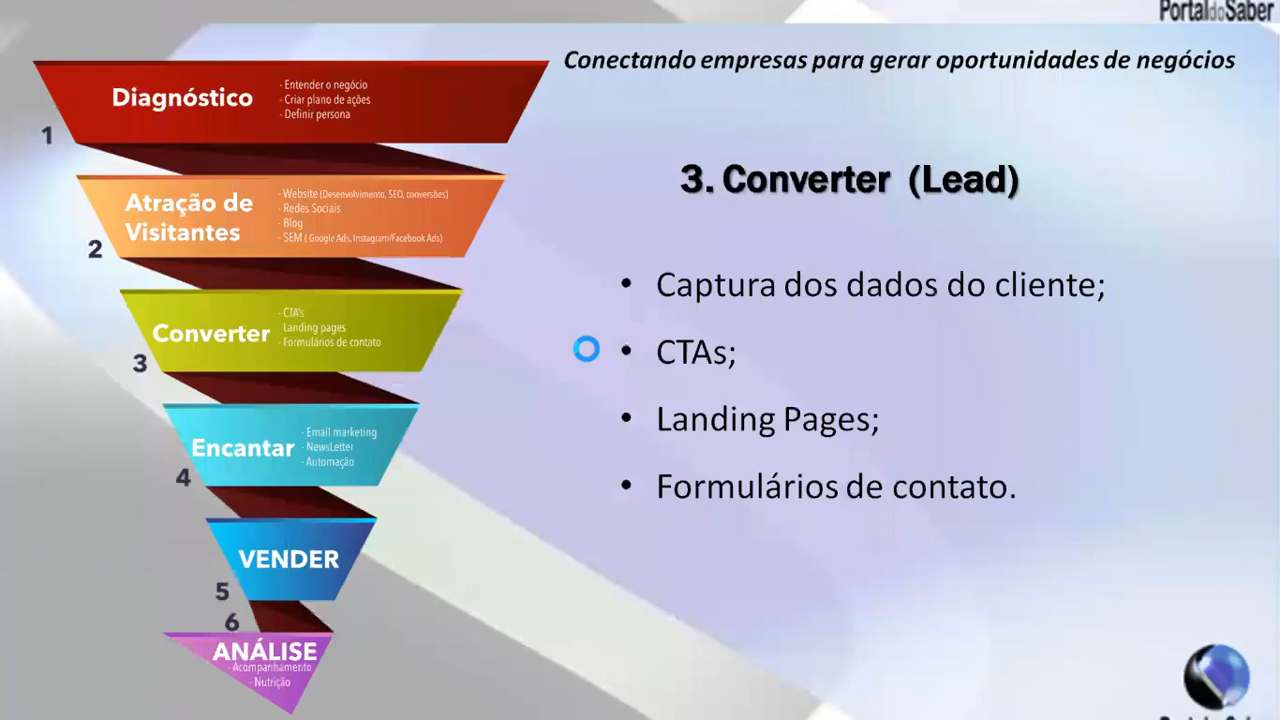 PortaldoSaber
Conectando empresas para gerar oportunidades de negócios
Diagnóstico
- Entender o negócio
- Criar plano de ações
- Definir persona
1
Atração de
Visitantes
- Website (Desenvolvimento, SEO, conversões)
- Redes Sociais
- Blog
- SEM ( Google Ads, Instagram/Facebook Ads)
2
Converter
- CTA's
Landing pages
- Formulários de contato
3
Encantar
- Email marketing
- NewsLetter
- Automação
4
VENDER
5
6
ANÁLISE
- Acompanhamento
- Nutrição
3. Converter (Lead)
• Captura dos dados do cliente;
• CTAs;
• Landing Pages;
• Formulários de contato.